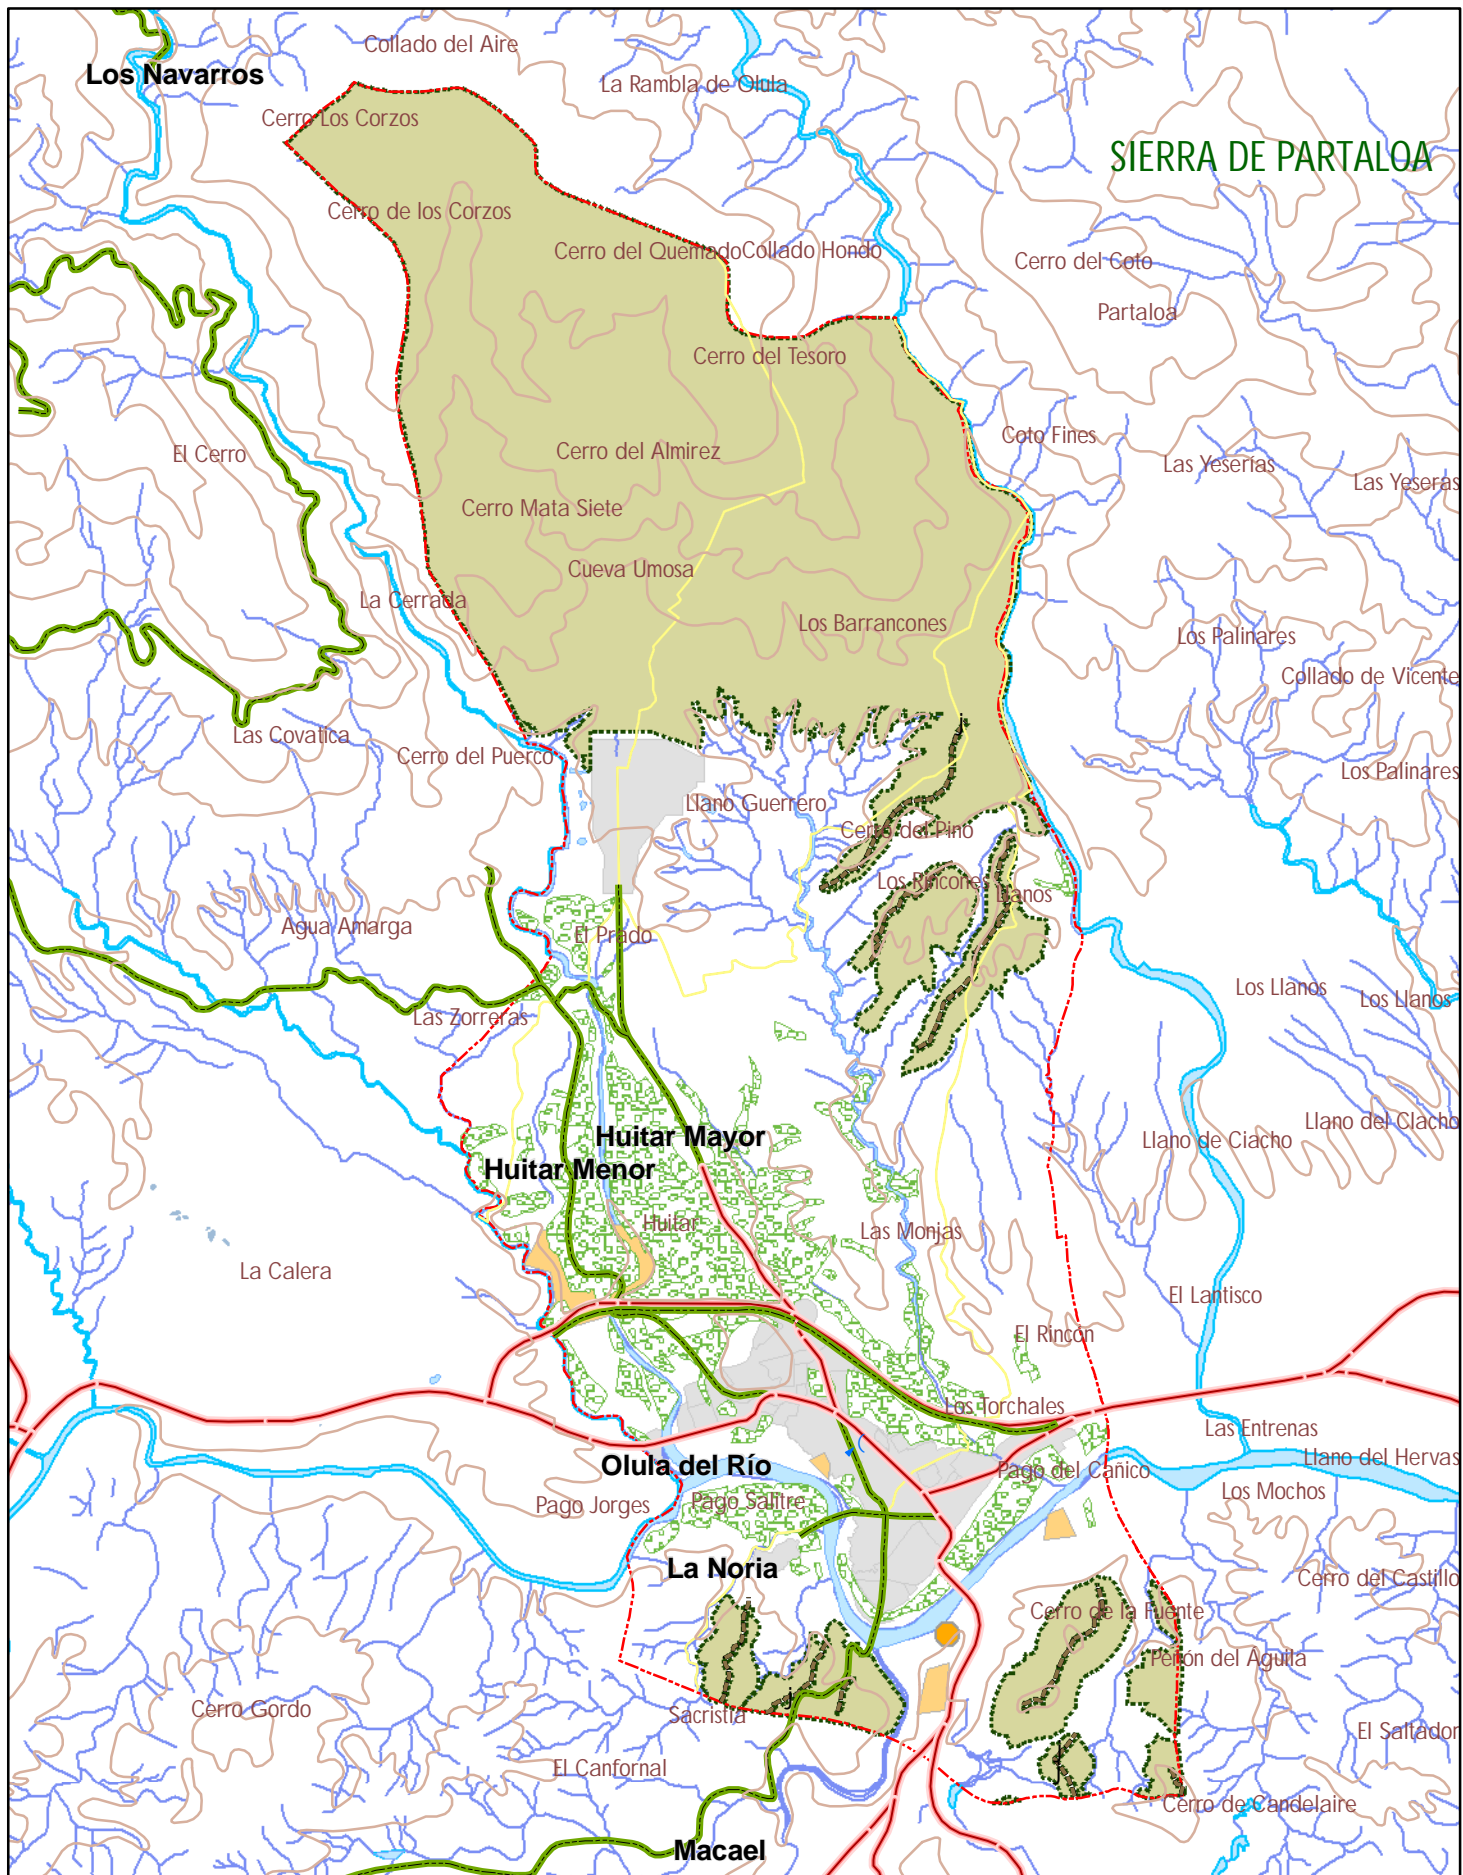 Collado del Aire
Los Navarros
La Rambla de Olula
Cerro Los Corzos
SIERRA DE PARTALOA
Cerro de los Corzos
Cerro del Quemado
Collado Hondo
Cerro del Coto
Partaloa
Cerro del Tesoro
Coto Fines
El Cerro
Cerro del Almirez
Las Yeserías
Las Yeseras
Cerro Mata Siete
Cueva Umosa
La Cerrada
Los Barrancones
Los Palinares
Collado de Vicente
Las Covatica
Cerro del Puerco
Los Palinares
Llano Guerrero
Cerro del Pino
Los Rincones
Llanos
Agua Amarga
El Prado
Los Llanos
Los Llanos
Las Zorreras
Llano del Clacho
Huitar Mayor
Llano de Ciacho
Huitar Menor
Huitar
Las Monjas
La Calera
El Lantisco
El Rincón
Los Torchales
Las Entrenas
Llano del Hervas
Olula del Río
Pago del Cañico
Los Mochos
Pago Jorges
Pago Salitre
La Noria
Cerro del Castillo
Cerro de la Fuente
Peñón del Águila
Cerro Gordo
Sacristía
El Saltador
El Canfornal
Cerro de Candelaire
Macael